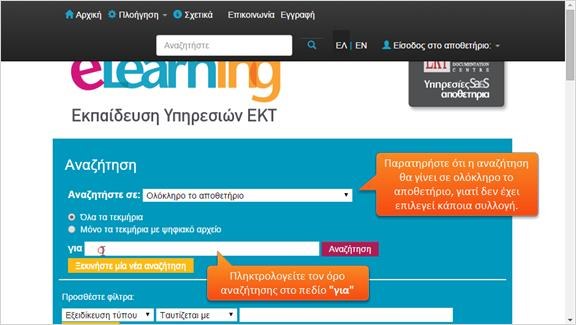 Αρχική Πλοήγηση Σχετικά Επικοινωνία Εγγραφή
Αναζητήστε ΕΛ | EN Είσοδος στο αποθετήριο:
eLearning
Εκπαίδευση Υπηρεσιών ΕΚΤ
EKT DOCUMENTATION
CENTRE
Υπηρεσίες SaaS
αποθετηρια
Αναζήτηση
Αναζητήστε σε: Ολόκληρο το αποθετήριο
Όλα τα τεκμήρια
Μόνο τα τεκμήρια με ψηφιακό αρχείο
για Αναζήτηση
Ξεκινήστε μία νέα αναζήτηση
Παρατηρήστε ότι η αναζήτηση
θα γίνει σε ολόκληρο το
αποθετήριο, γιατί δεν έχει
επιλεγεί κάποια συλλογή.
Πληκτρολογείτε τον όρο
αναζήτησης στο πεδίο "για"
Προσθέστε φίλτρα:
Εξειδίκευση τύπου Ταυτίζεται με